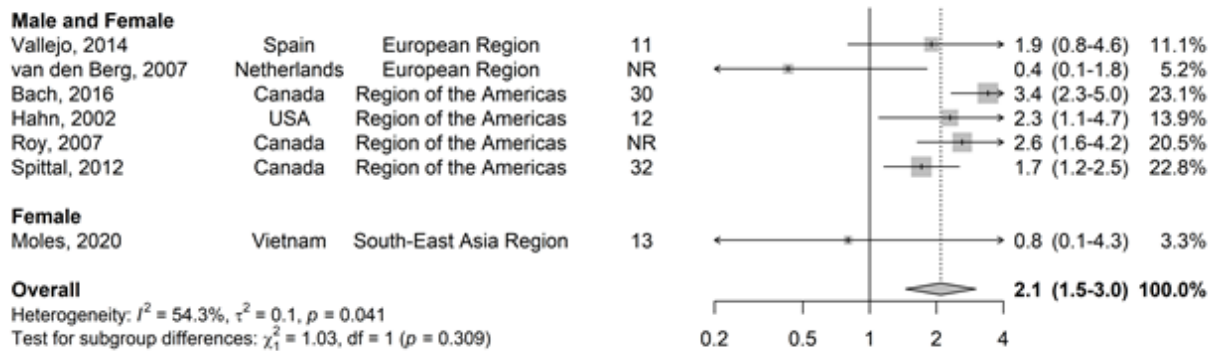 Male and Female
Vallejo, 2014 Spain European Region 11 1.9 (0.8-4.6) 11.1%
van den Berg, 2007 Netherlands European Region NR 0.4 (0.1-1.8) 5.2%
Bach, 2016 Canada Region of the Americas 30 3.4 (2.3-5.0) 23.1%
Hahn, 2002 USA Region of the Americas 12 2.3 (1.1-4.7) 13.9%
Roy, 2007 Canada Region of the Americas NR 2.6 (1.6-4.2) 20.5%
Spittal, 2012 Canada Region of the Americas 32 1.7 (1.2-2.5) 22.8%
Female
Moles, 2020 Vietnam South-East Asia Region 13 0.8 (0.1-4.3) 3.3%
Overall 2.1 (1.5-3.0) 100.0%
Heterogeneity: I² = 54.3%, τ² = 0.1, p = 0.041
Test for subgroup differences: χ²₁ = 1.03, df = 1 (p = 0.309)
0.2 0.5 1 2 4